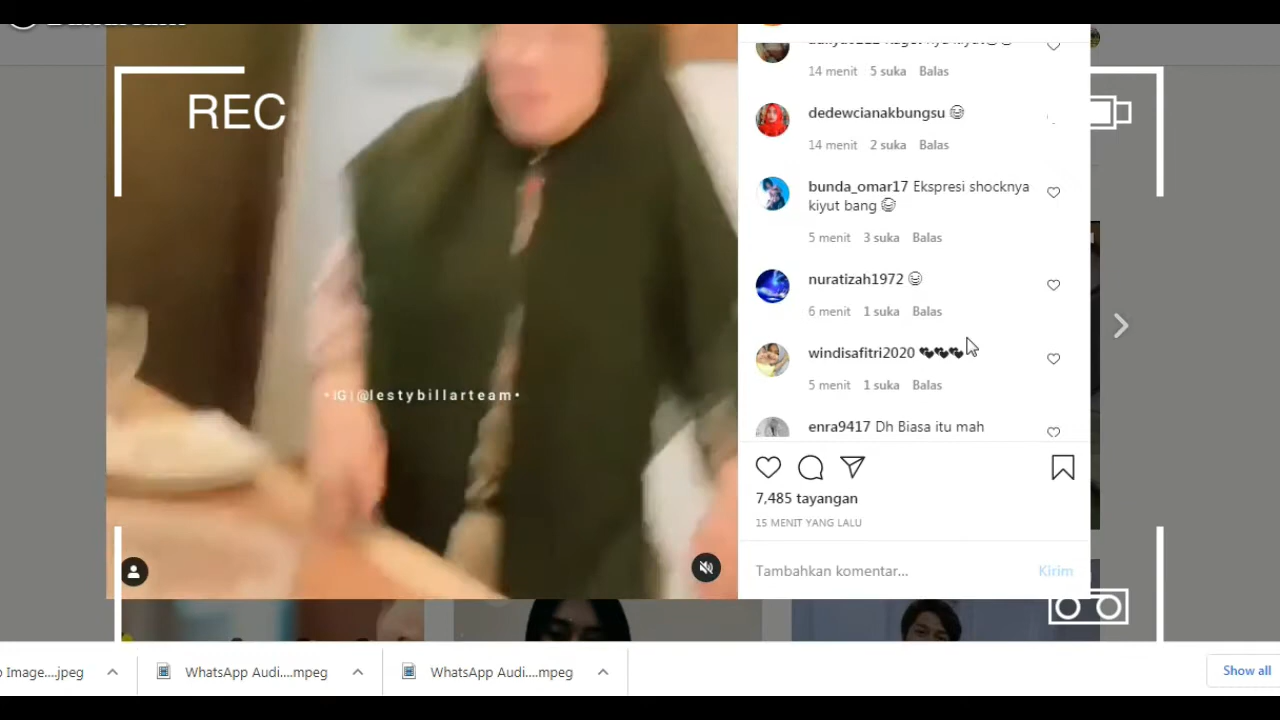 REC
14 menit 5 suka Balas
dedewcianakbungsu 😂
14 menit 2 suka Balas
bunda_omar17 Ekspresi shocknya
kiyut bang 😂
5 menit 3 suka Balas
nuratizah1972 😂
6 menit 1 suka Balas
windisafitri2020 🖤🖤🖤
5 menit 1 suka Balas
enra9417 Dh Biasa itu mah
• IG | @lestybillarteam •
7,485 tayangan
15 MENIT YANG LALU
Tambahkan komentar...
Kirim
Image....jpeg
WhatsApp Audi....mpeg
WhatsApp Audi....mpeg
Show all